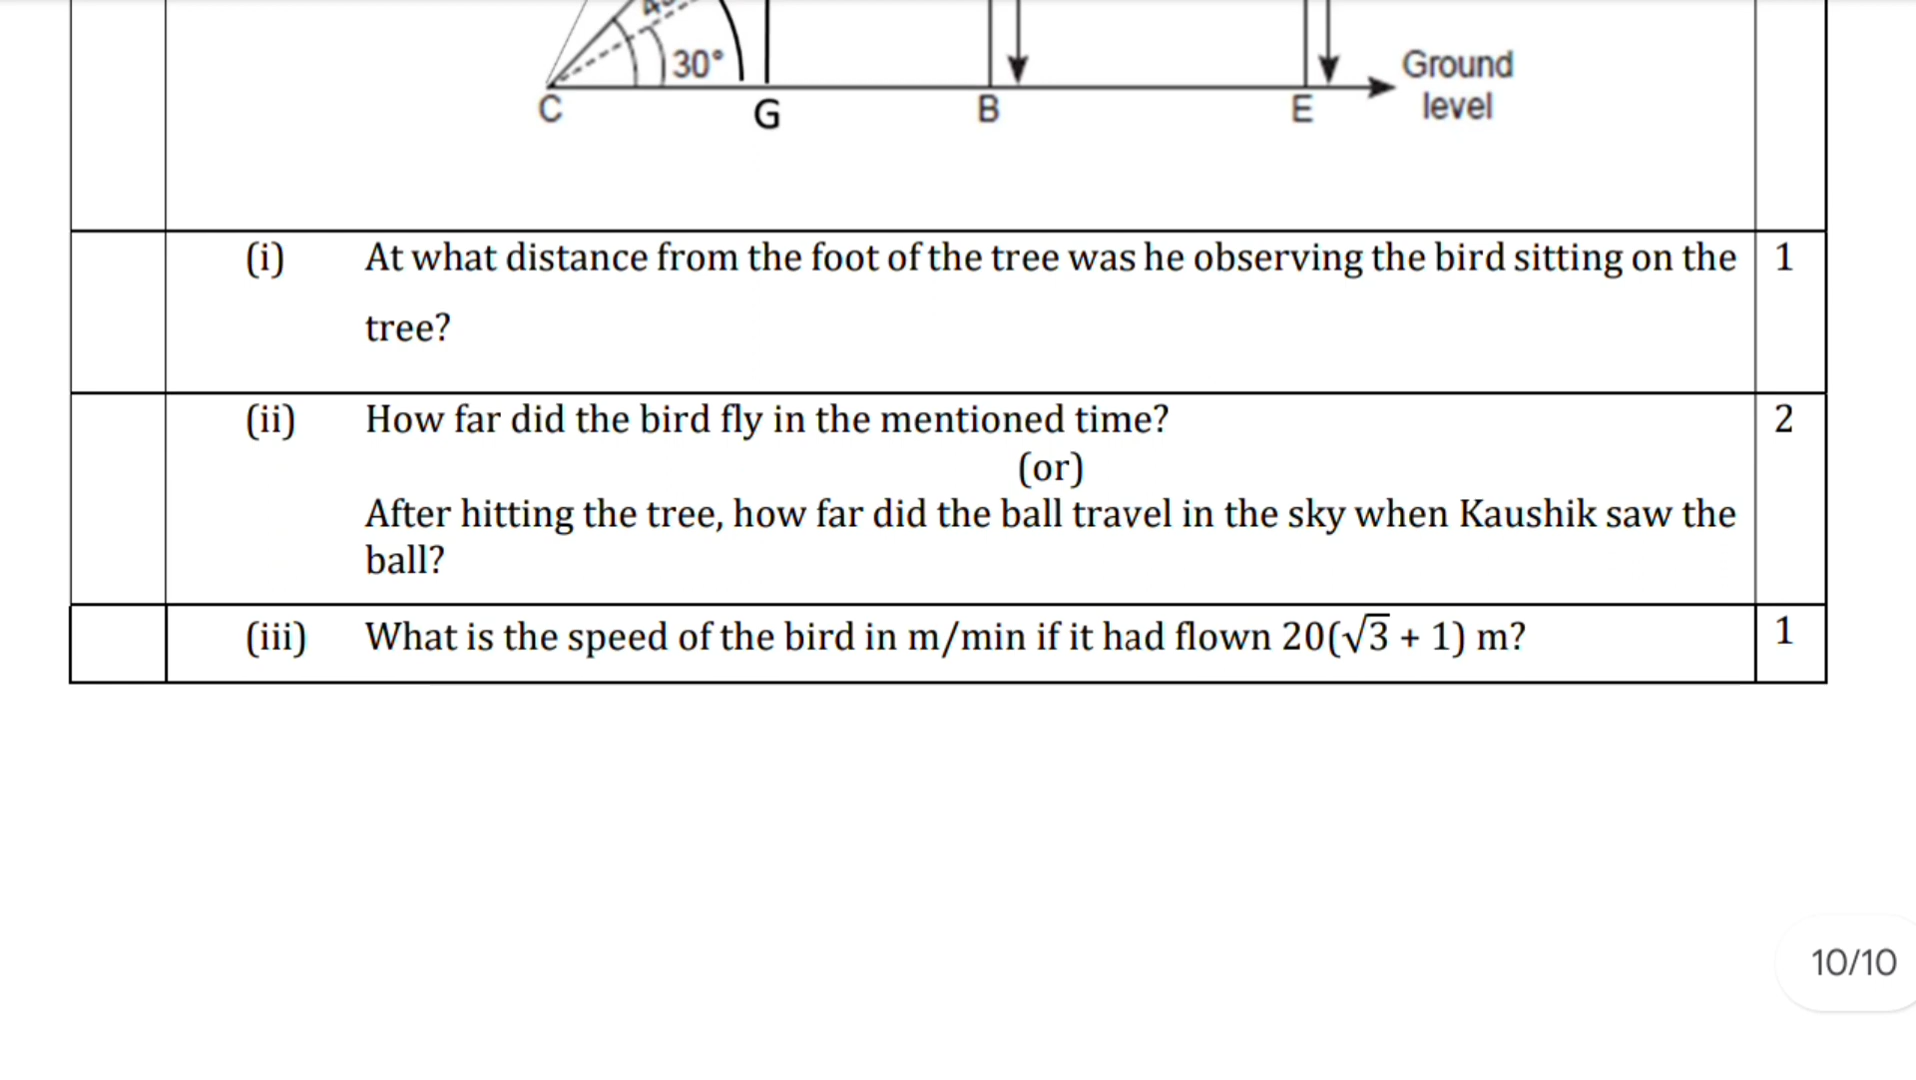 30°
Ground
level
C
G
B
E
(i) At what distance from the foot of the tree was he observing the bird sitting on the 1
tree?
(ii) How far did the bird fly in the mentioned time? 2
(or)
After hitting the tree, how far did the ball travel in the sky when Kaushik saw the
ball?
(iii) What is the speed of the bird in m/min if it had flown 20(√3 + 1) m? 1
10/10